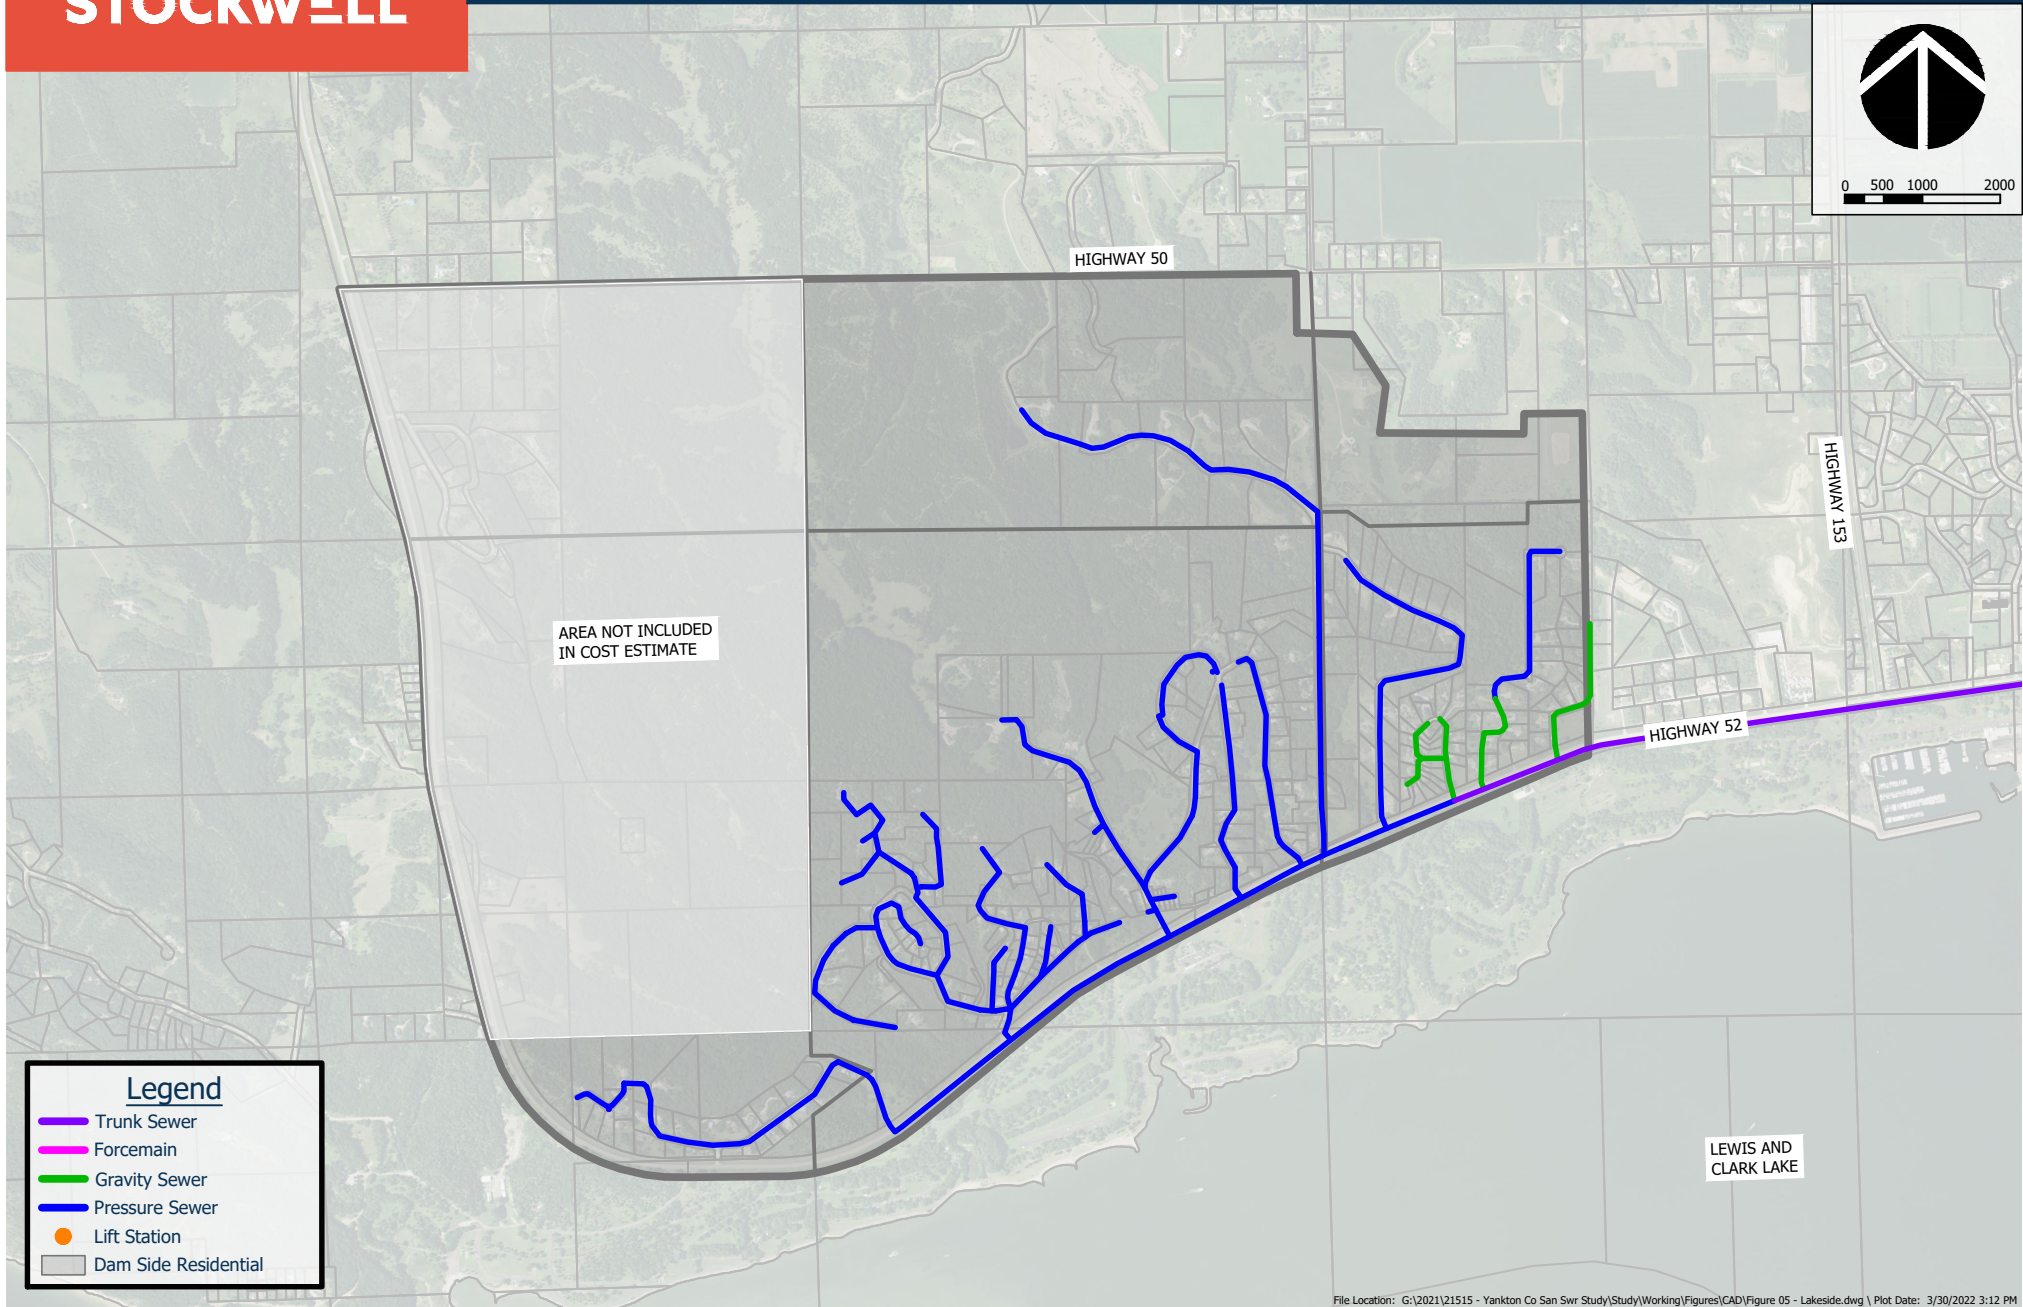 STOCKWELL
0 500 1000 2000
HIGHWAY 50
HIGHWAY 153
AREA NOT INCLUDED
IN COST ESTIMATE
HIGHWAY 52
LEWIS AND
CLARK LAKE
Legend
Trunk Sewer
Forcemain
Gravity Sewer
Pressure Sewer
Lift Station
Dam Side Residential
File Location: G:\2021\21515 - Yankton Co San Swr Study\Study\Working\Figures\CAD\Figure 05 - Lakeside.dwg \ Plot Date: 3/30/2022 3:12 PM